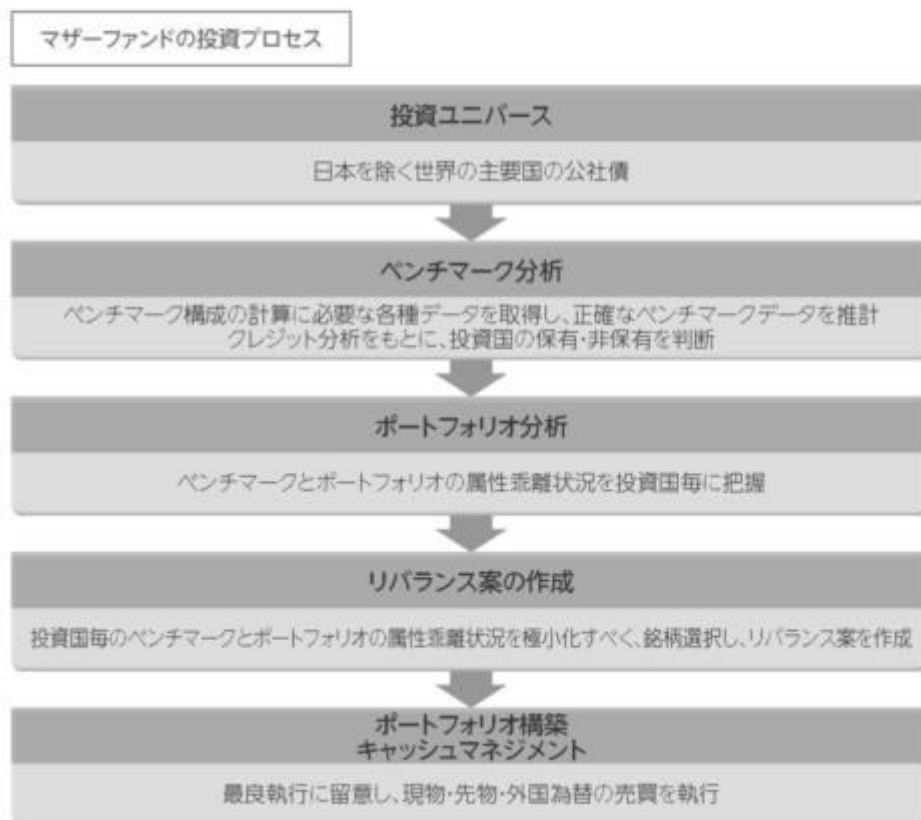 マザーファンドの投資プロセス
投資ユニバース
日本を除く世界の主要国の公社債
ベンチマーク分析
ベンチマーク構成の計算に必要な各種データを取得し、正確なベンチマークデータを推計
クレジット分析をもとに、投資国の保有・非保有を判断
ポートフォリオ分析
ベンチマークとポートフォリオの属性乖離状況を投資国毎に把握
リバランス案の作成
投資国毎のベンチマークとポートフォリオの属性乖離状況を極小化すべく、銘柄選択し、リバランス案を作成
ポートフォリオ構築
キャッシュマネジメント
最良執行に留意し、現物・先物・外国為替の売買を執行